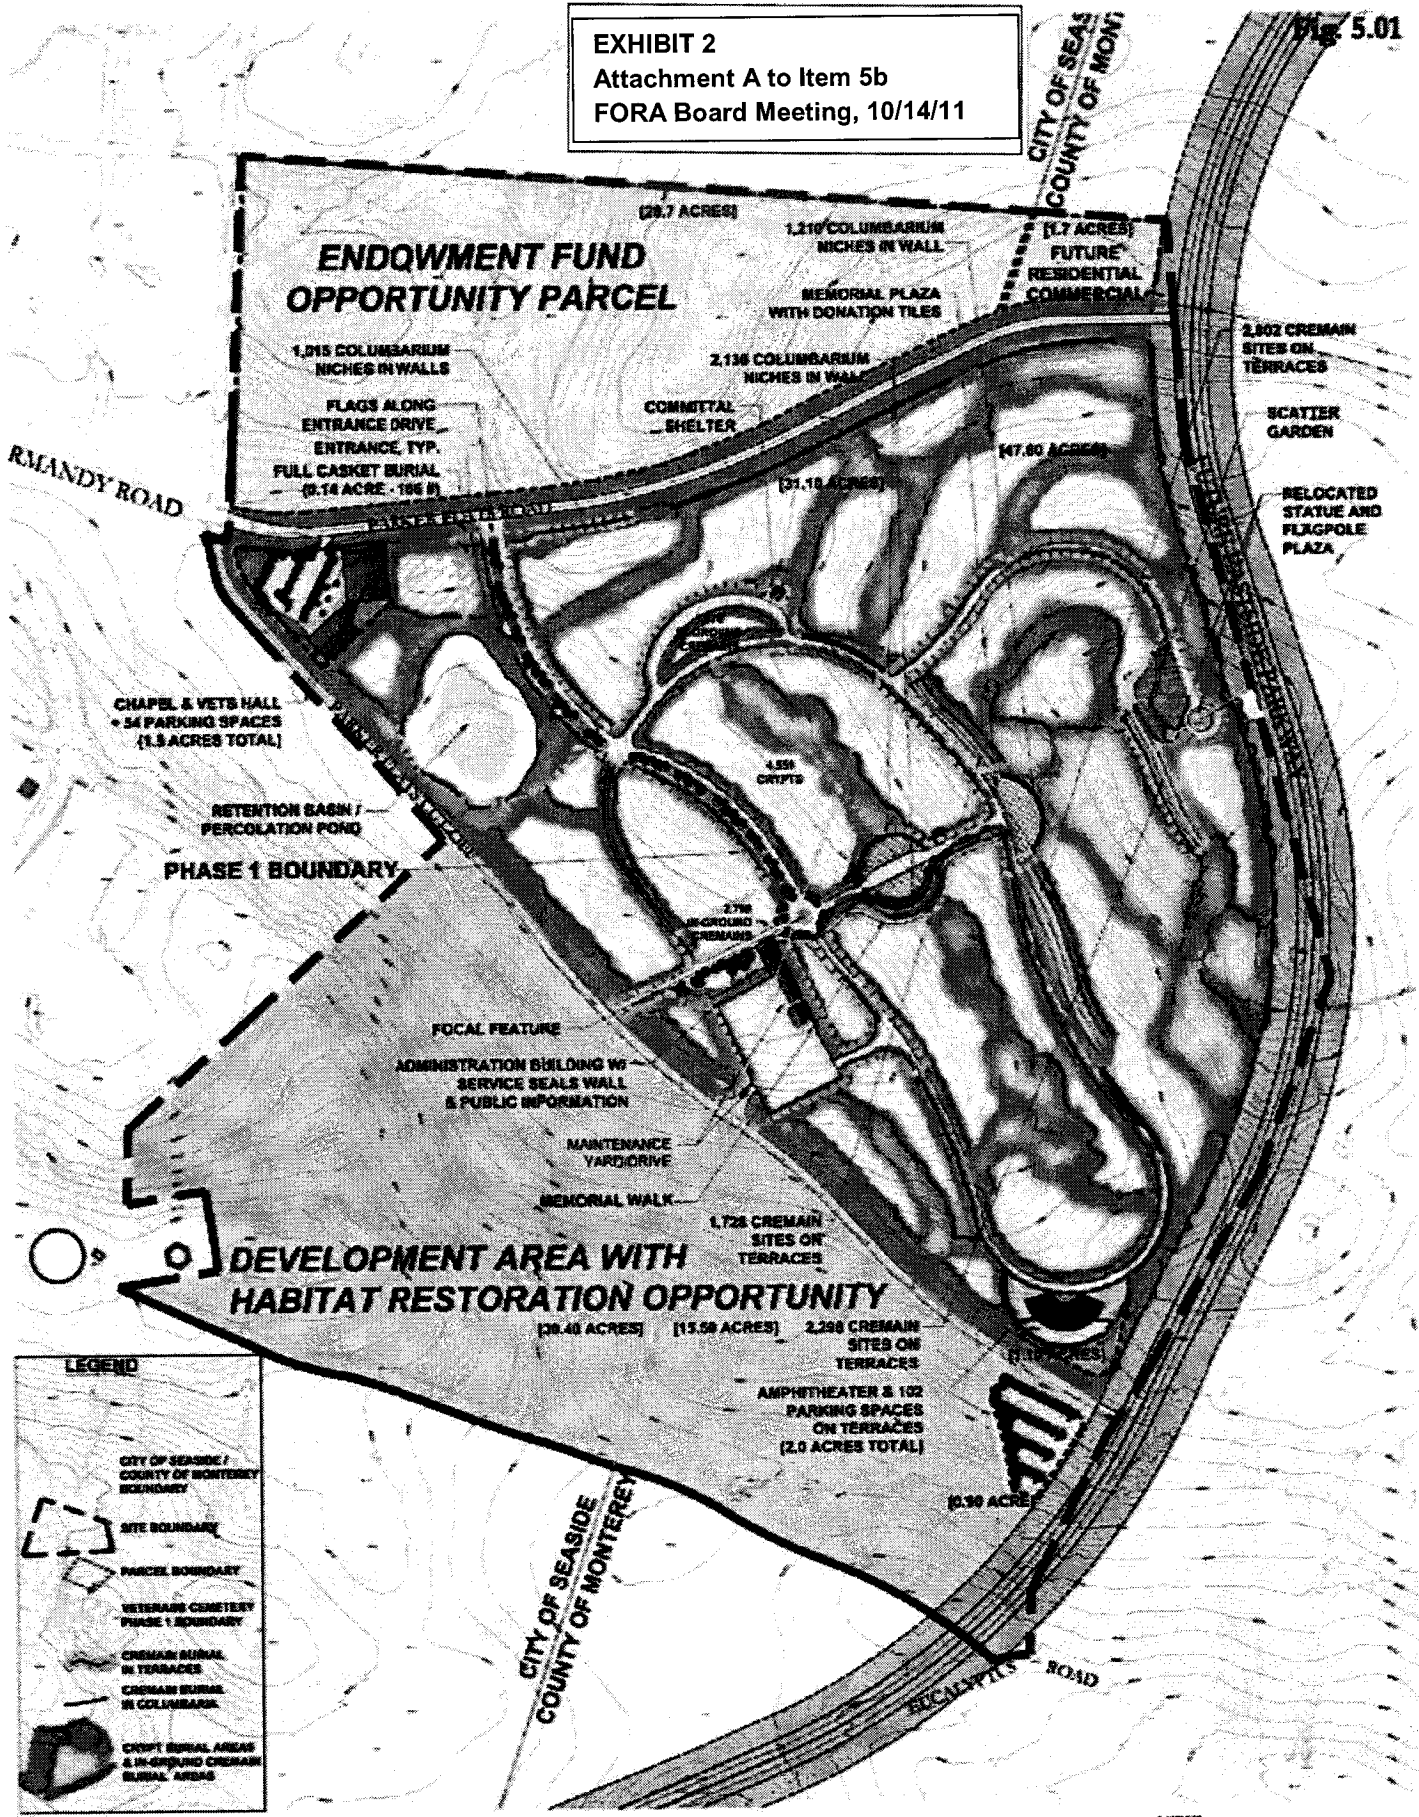 Fig. 5.01
EXHIBIT 2
Attachment A to Item 5b
FORA Board Meeting, 10/14/11
CITY OF SEAS
COUNTY OF MONT
[29.7 ACRES]
ENDOWMENT FUND
OPPORTUNITY PARCEL
1,210 COLUMBARIUM
NICHES IN WALL
[1.7 ACRES]
FUTURE
RESIDENTIAL
COMMERCIAL
MEMORIAL PLAZA
WITH DONATION TILES
1,015 COLUMBARIUM
NICHES IN WALLS
2,136 COLUMBARIUM
NICHES IN WALL
2,802 CREMAIN
SITES ON
TERRACES
FLAGS ALONG
ENTRANCE DRIVE
COMMITTAL
SHELTER
SCATTER
GARDEN
ENTRANCE, TYP.
FULL CASKET BURIAL
[47.60 ACRES]
RMANDY ROAD
[31.16 ACRES]
RELOCATED
STATUE AND
FLAGPOLE
PLAZA
CHAPEL & VETS HALL
+ 54 PARKING SPACES
(1.5 ACRES TOTAL)
CRYPTS
RETENTION BASIN /
PERCOLATION POND
PHASE 1 BOUNDARY
IN-GROUND
CREMAINS
FOCAL FEATURE
ADMINISTRATION BUILDING W/
SERVICE SEALS WALL
& PUBLIC INFORMATION
MAINTENANCE
YARD/DRIVE
MEMORIAL WALK
1,728 CREMAIN
SITES ON
TERRACES
DEVELOPMENT AREA WITH
HABITAT RESTORATION OPPORTUNITY
[15.50 ACRES]
2,298 CREMAIN
SITES ON
TERRACES
AMPHITHEATER & 102
PARKING SPACES
ON TERRACES
(2.0 ACRES TOTAL)
CITY OF SEASIDE
COUNTY OF MONTEREY
EUCALYPTUS ROAD
LEGEND
CITY OF SEASIDE /
COUNTY OF MONTEREY
BOUNDARY
SITE BOUNDARY
PARCEL BOUNDARY
VETERANS CEMETERY
PHASE 1 BOUNDARY
CREMAIN BURIAL
IN TERRACES
CREMAIN BURIAL
IN COLUMBARIA
CRYPT BURIAL AREAS
& IN-GROUND CREMAIN
BURIAL AREAS